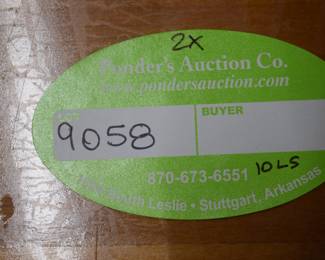 2X
Ponder's Auction Co.
www.pondersauction.com
BUYER
9058
870-673-6551
10LS
South Leslie • Stuttgart, Arkansas